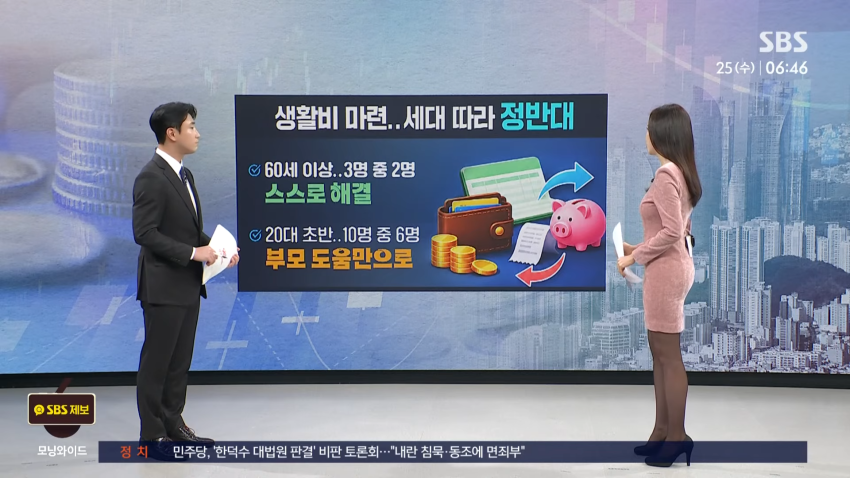 SBS
25(수) 06:46
생활비 마련..세대 따라 정반대
60세 이상..3명 중 2명
스스로 해결
20대 초반..10명 중 6명
부모 도움만으로
SBS 제보
모닝와이드
정치 민주당, '한덕수 대법원 판결' 비판 토론회…"내란 침묵·동조에 면죄부"